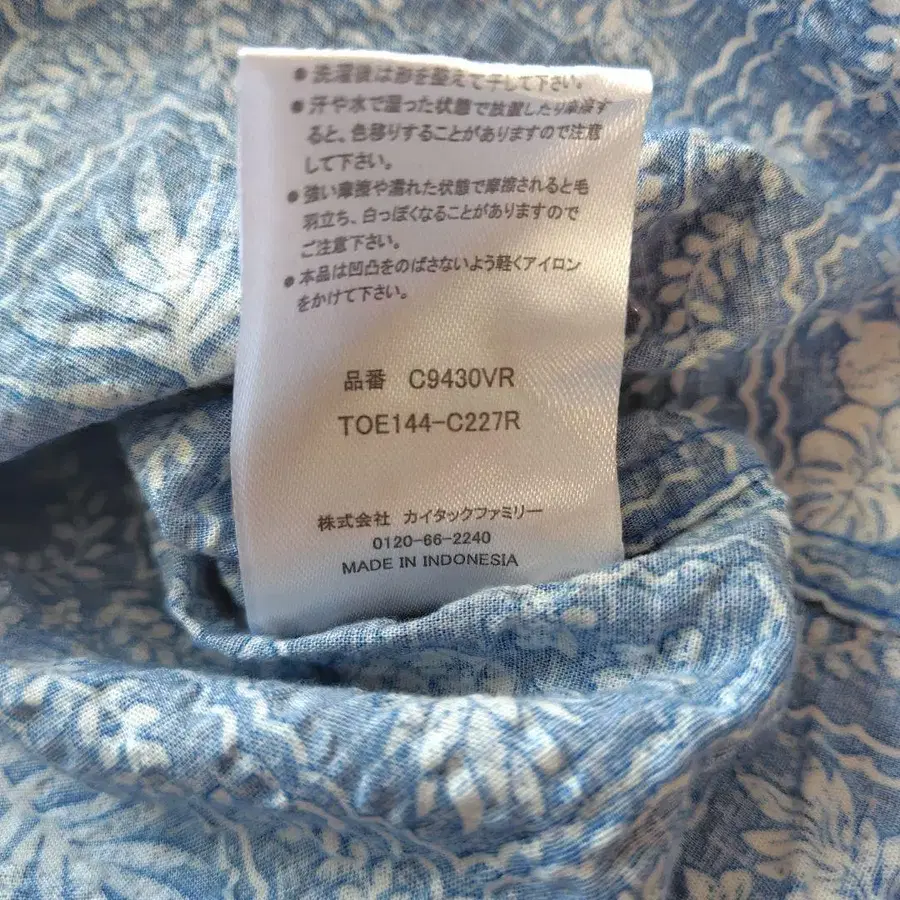 ●洗濯後は形を整えて干して下さい。
●汗や水で湿った状態で放置したり摩擦す
ると、色移りすることがありますので注意
して下さい。
●強い摩擦や濡れた状態で摩擦されると毛
羽立ち、白っぽくなることがありますので
ご注意下さい。
●本品は凹凸をのばさないよう軽くアイロン
をかけて下さい。
品番 C9430VR
TOE144-C227R
株式会社 カイタックファミリー
0120-66-2240
MADE IN INDONESIA